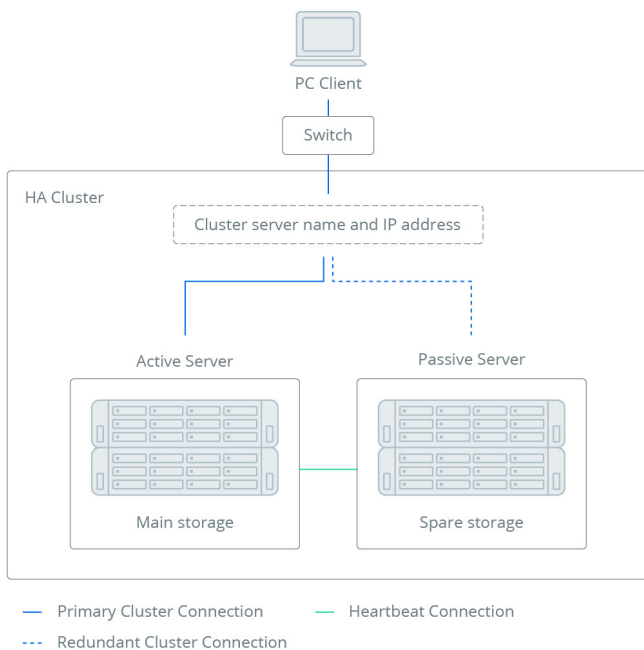 PC Client
Switch
HA Cluster
Cluster server name and IP address
Active Server
Passive Server
Main storage
Spare storage
Primary Cluster Connection
Heartbeat Connection
Redundant Cluster Connection